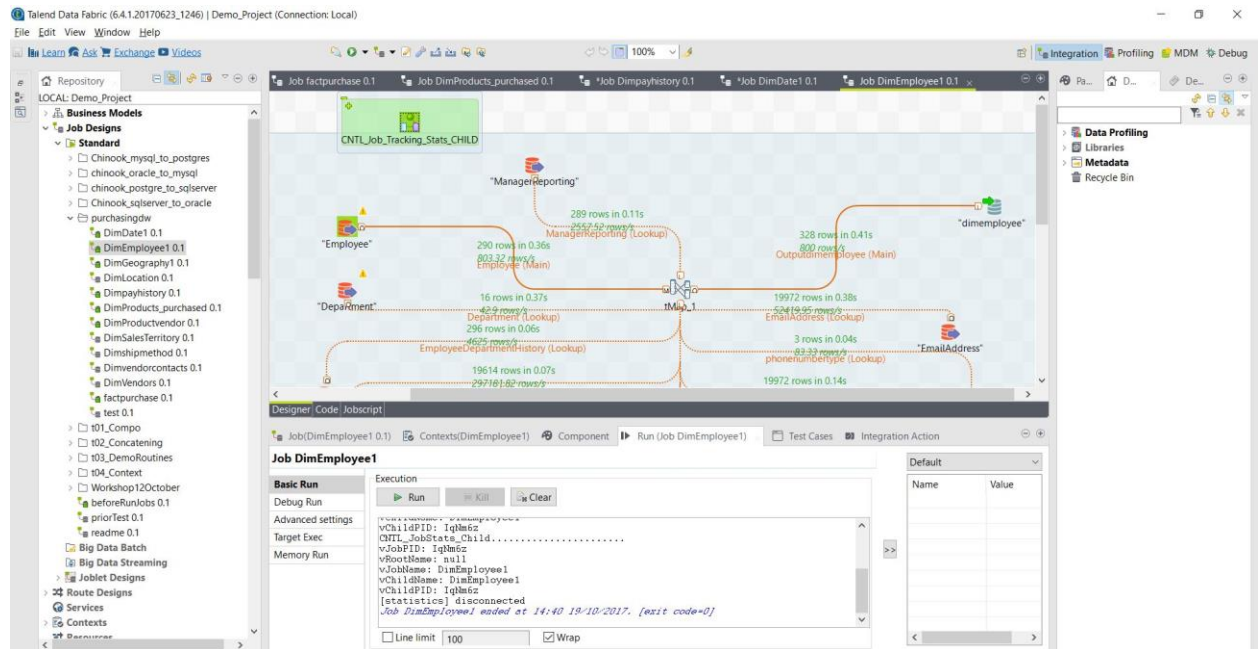 Talend Data Fabric (6.4.1.20170623_1246) | Demo_Project (Connection: Local)
File Edit View Window Help
Learn Ask Exchange Videos
100%
Integration Profiling MDM Debug
Repository
LOCAL: Demo_Project
Business Models
Job Designs
Standard
Chinook_mysql_to_postgres
chinook_oracle_to_mysql
chinook_postgre_to_sqlserver
Chinook_sqlserver_to_oracle
purchasingdw
DimDate1 0.1
DimEmployee1 0.1
DimGeography1 0.1
DimLocation 0.1
Dimpayhistory 0.1
DimProducts_purchased 0.1
DimProductvendor 0.1
DimSalesTerritory 0.1
Dimshipmethod 0.1
Dimvendorcontacts 0.1
DimVendors 0.1
factpurchase 0.1
test 0.1
t01_Compo
t02_Concatening
t03_DemoRoutines
t04_Context
Workshop12October
beforeRunJobs 0.1
priorTest 0.1
readme 0.1
Big Data Batch
Big Data Streaming
Joblet Designs
Route Designs
Services
Contexts
Resources
Job factpurchase 0.1
Job DimProducts_purchased 0.1
*Job Dimpayhistory 0.1
*Job DimDate1 0.1
Job DimEmployee1 0.1
CNTL_Job_Tracking_Stats_CHILD
"ManagerReporting"
289 rows in 0.11s
2557.52 rows/s
ManagerReporting (Lookup)
"Employee"
290 rows in 0.36s
803.32 rows/s
Employee (Main)
328 rows in 0.41s
800 rows/s
Outputdimemployee (Main)
"dimemployee"
"Department"
16 rows in 0.37s
42.9 rows/s
Department (Lookup)
tMap_1
19972 rows in 0.38s
52419.95 rows/s
EmailAddress (Lookup)
"EmailAddress"
296 rows in 0.06s
4625 rows/s
EmployeeDepartmentHistory (Lookup)
3 rows in 0.04s
83.33 rows/s
phonenumbertype (Lookup)
19614 rows in 0.07s
297181.82 rows/s
19972 rows in 0.14s
Designer Code Jobscript
Job(DimEmployee1 0.1)
Contexts(DimEmployee1)
Component
Run (Job DimEmployee1)
Test Cases
Integration Action
Job DimEmployee1
Basic Run
Debug Run
Advanced settings
Target Exec
Memory Run
Execution
Run Kill Clear
vChildName: DimEmployee1
vChildPID: IqNm6z
CNTL_JobStats_Child.......................
vJobPID: IqNm6z
vRootName: null
vJobName: DimEmployee1
vChildName: DimEmployee1
vChildPID: IqNm6z
[statistics] disconnected
Job DimEmployee1 ended at 14:40 19/10/2017. [exit code=0]
Line limit 100 Wrap
>>
Default
Name Value
Pa... D... De...
Data Profiling
Libraries
Metadata
Recycle Bin